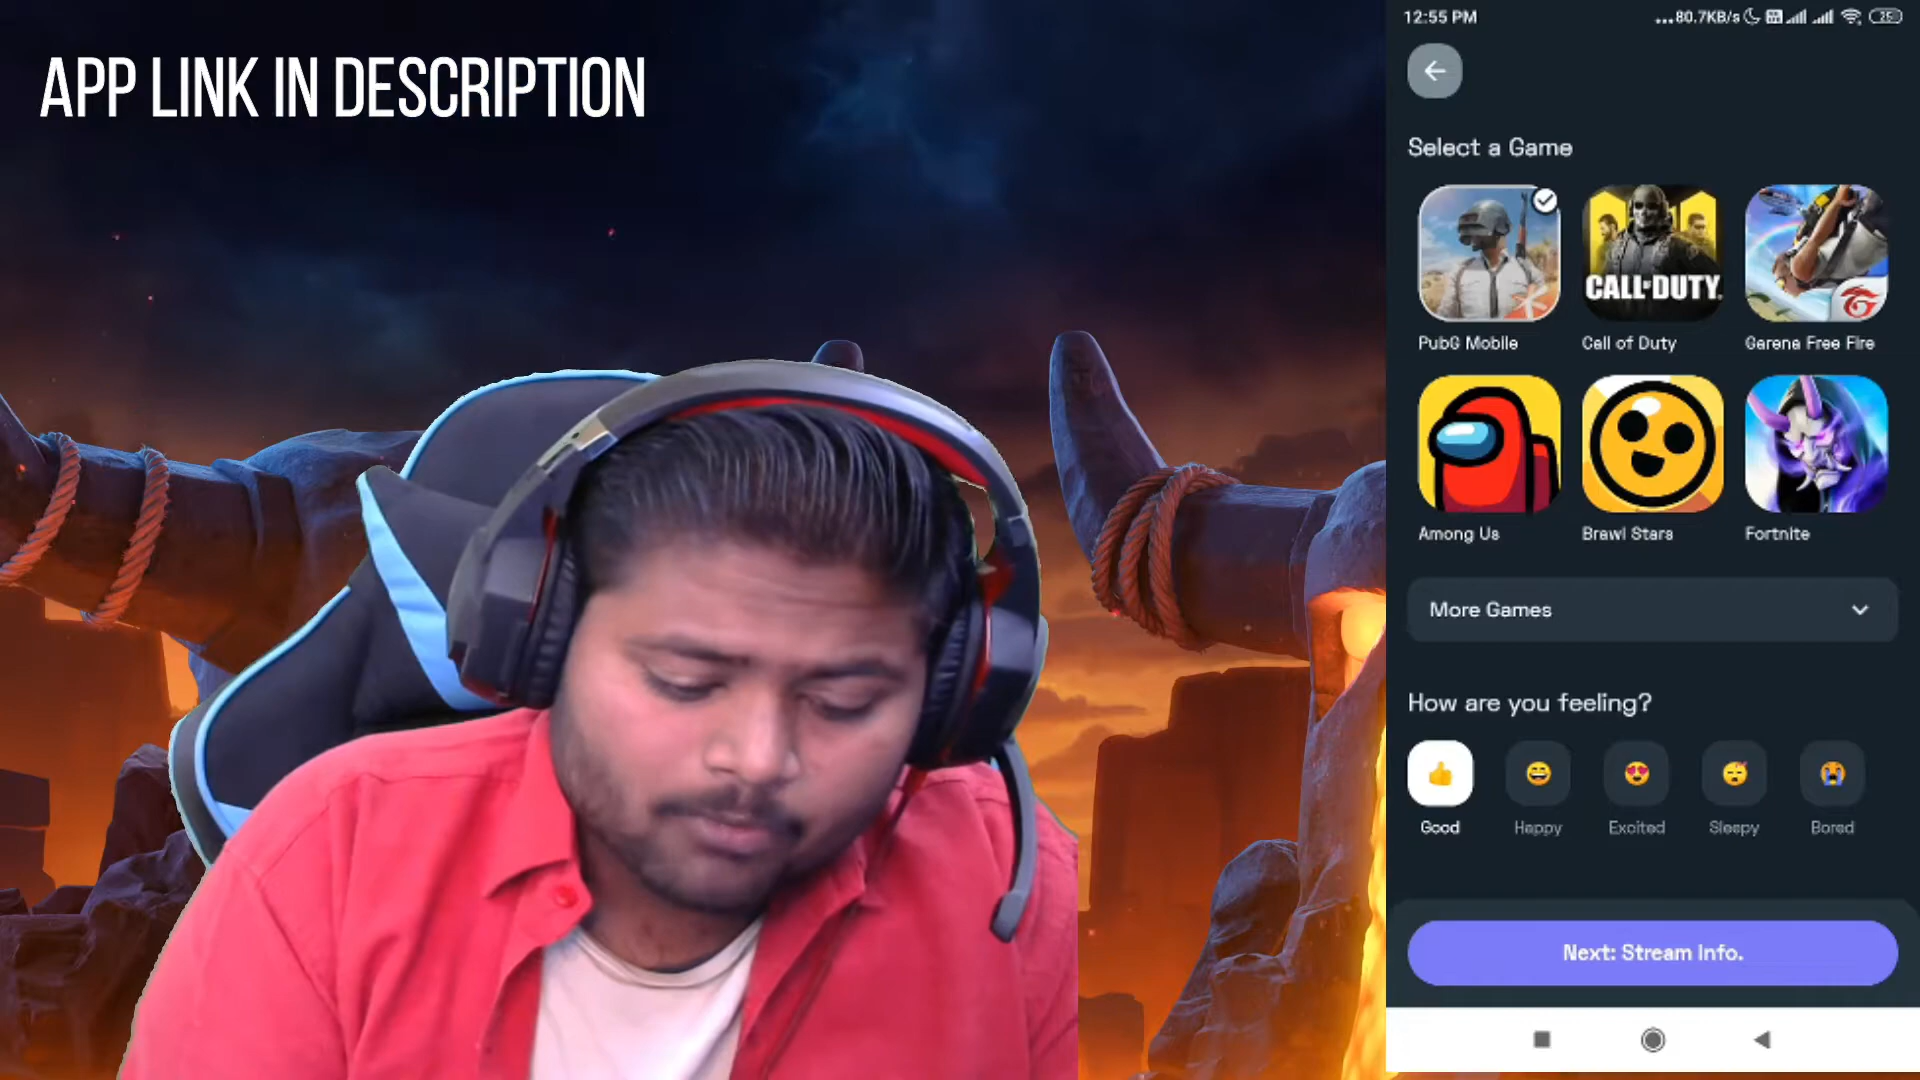 APP LINK IN DESCRIPTION
12:55 PM
...80.7KB/s
25
Select a Game
CALL OF DUTY
PubG Mobile
Call of Duty
Garena Free Fire
Among Us
Brawl Stars
Fortnite
More Games
How are you feeling?
Good
Happy
Excited
Sleepy
Bored
Next: Stream Info.